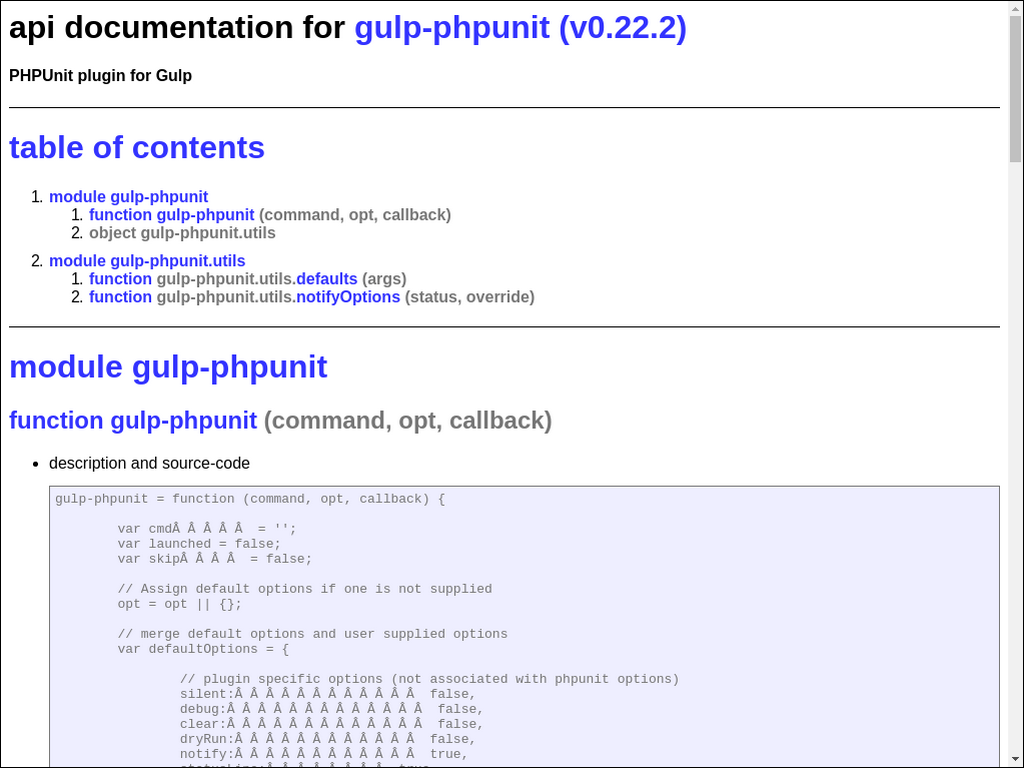 api documentation for gulp-phpunit (v0.22.2)
PHPUnit plugin for Gulp
table of contents
1. module gulp-phpunit
1. function gulp-phpunit (command, opt, callback)
2. object gulp-phpunit.utils
2. module gulp-phpunit.utils
1. function gulp-phpunit.utils.defaults (args)
2. function gulp-phpunit.utils.notifyOptions (status, override)
module gulp-phpunit
function gulp-phpunit (command, opt, callback)
• description and source-code
gulp-phpunit = function (command, opt, callback) {
var cmdÂ Â Â Â Â  = '';
var launched = false;
var skipÂ Â Â Â  = false;
// Assign default options if one is not supplied
opt = opt || {};
// merge default options and user supplied options
var defaultOptions = {
// plugin specific options (not associated with phpunit options)
silent:Â Â Â Â Â Â Â Â Â Â Â Â  false,
debug:Â Â Â Â Â Â Â Â Â Â Â Â Â  false,
clear:Â Â Â Â Â Â Â Â Â Â Â Â Â  false,
dryRun:Â Â Â Â Â Â Â Â Â Â Â Â  false,
notify:Â Â Â Â Â Â Â Â Â Â Â Â  true,